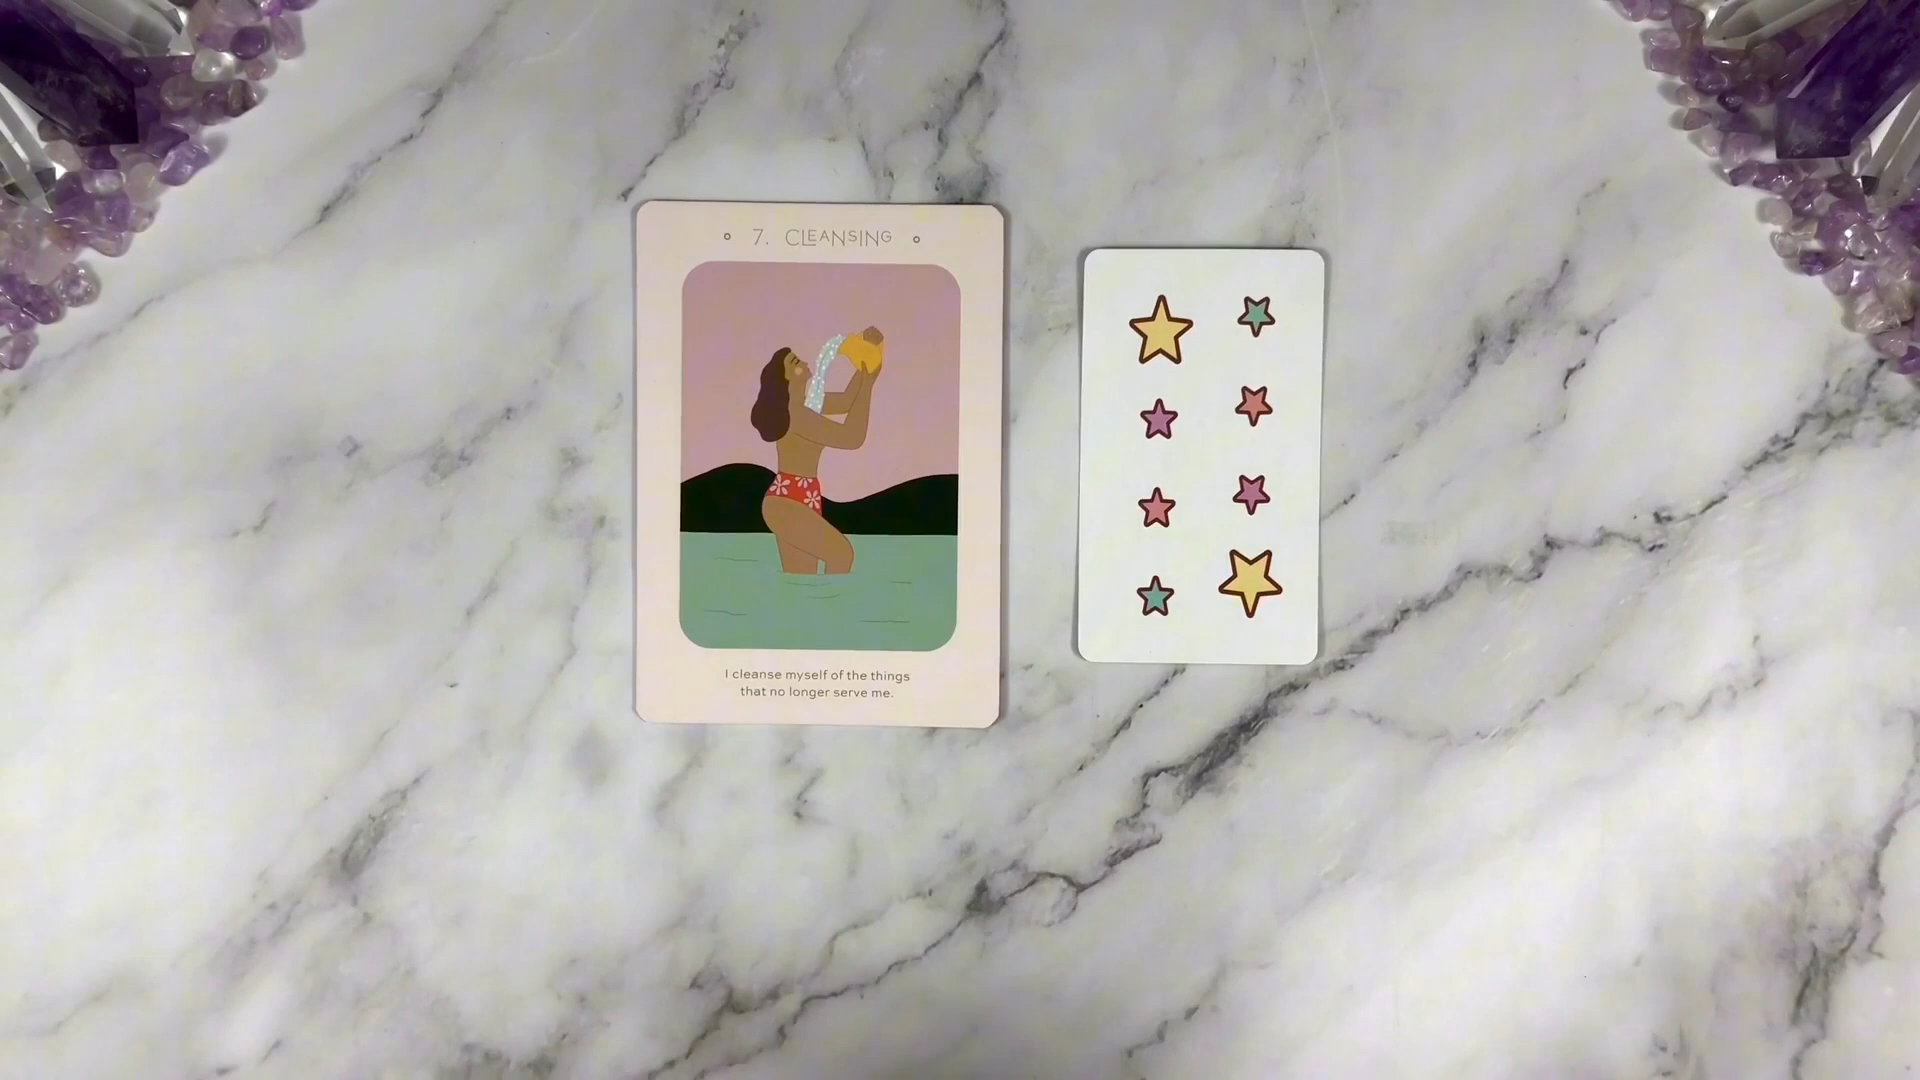 7. CLEANSING
I cleanse myself of the things
that no longer serve me.